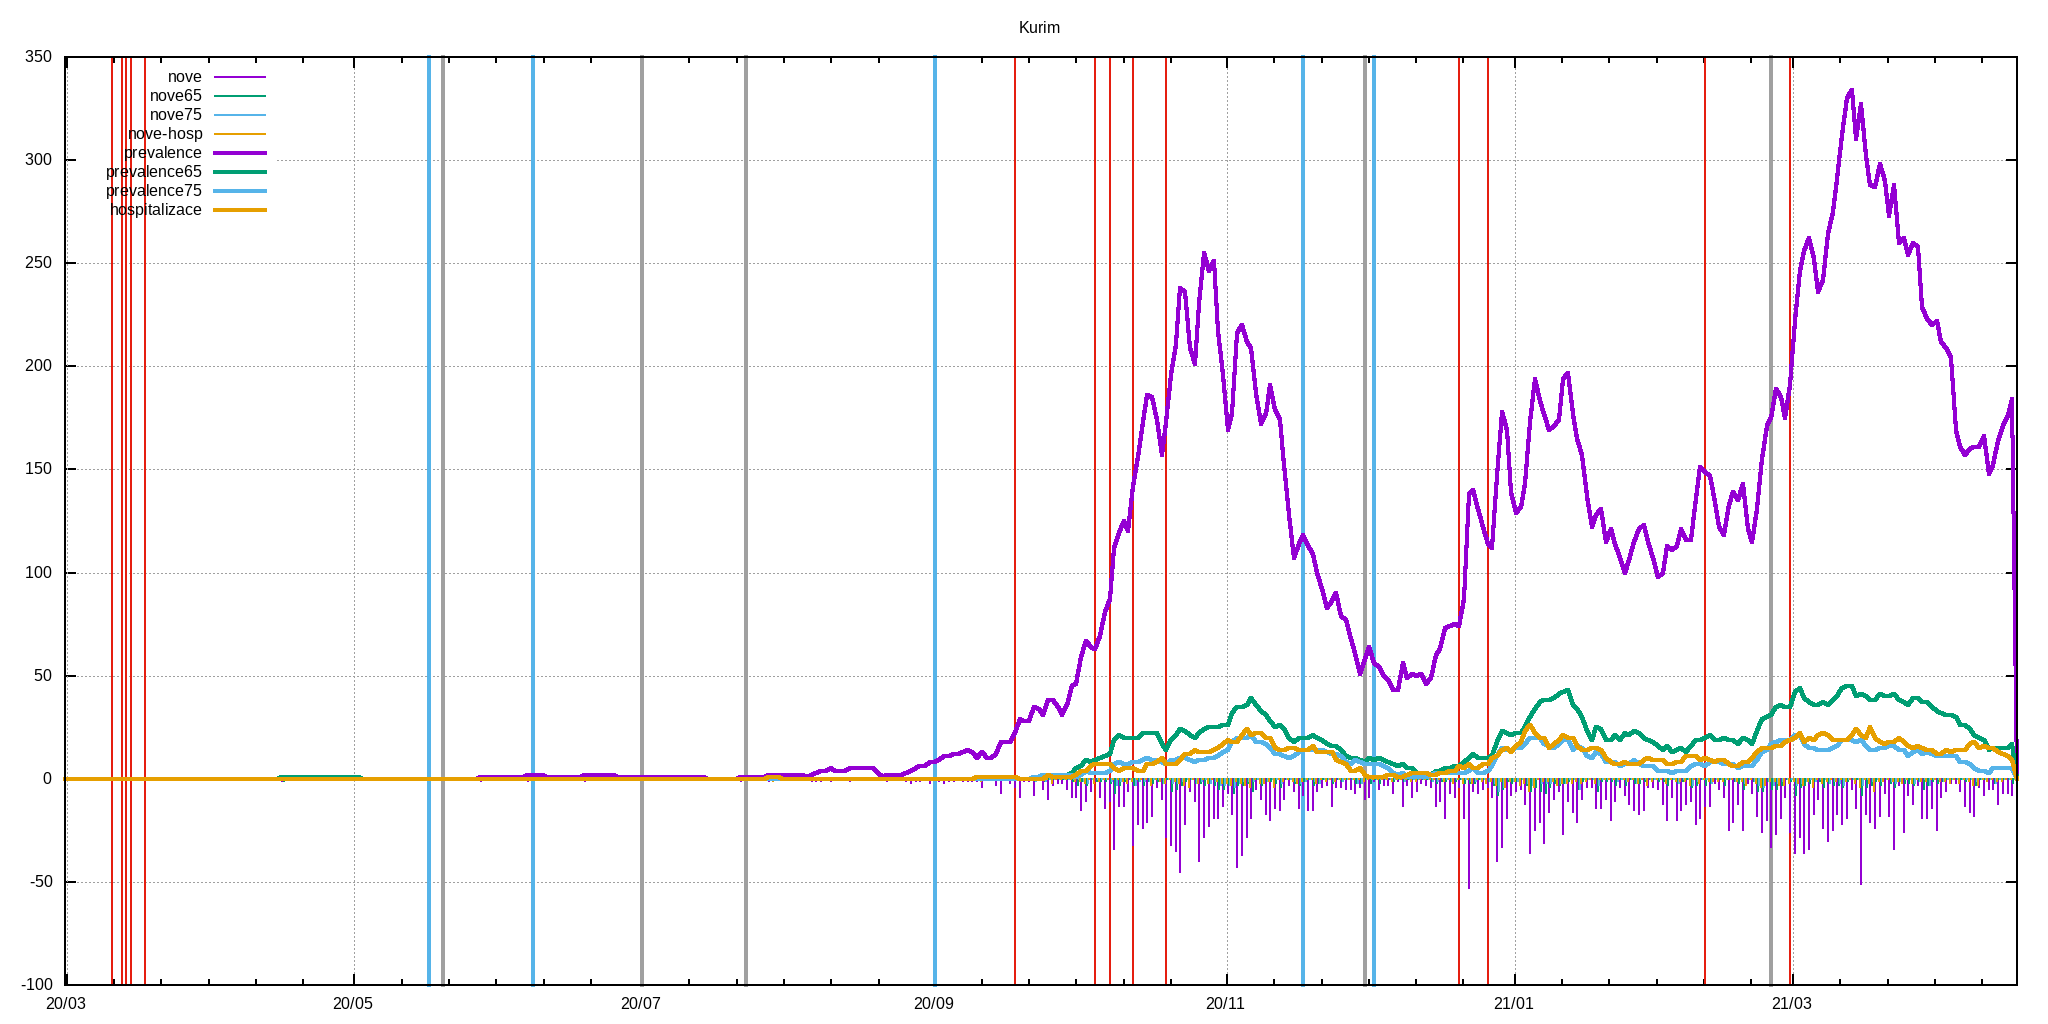 Kurim
350
300
250
200
150
100
50
0
-50
-100
nove
nove65
nove75
nove-hosp
prevalence
prevalence65
prevalence75
hospitalizace
20/03 20/05 20/07 20/09 20/11 21/01 21/03